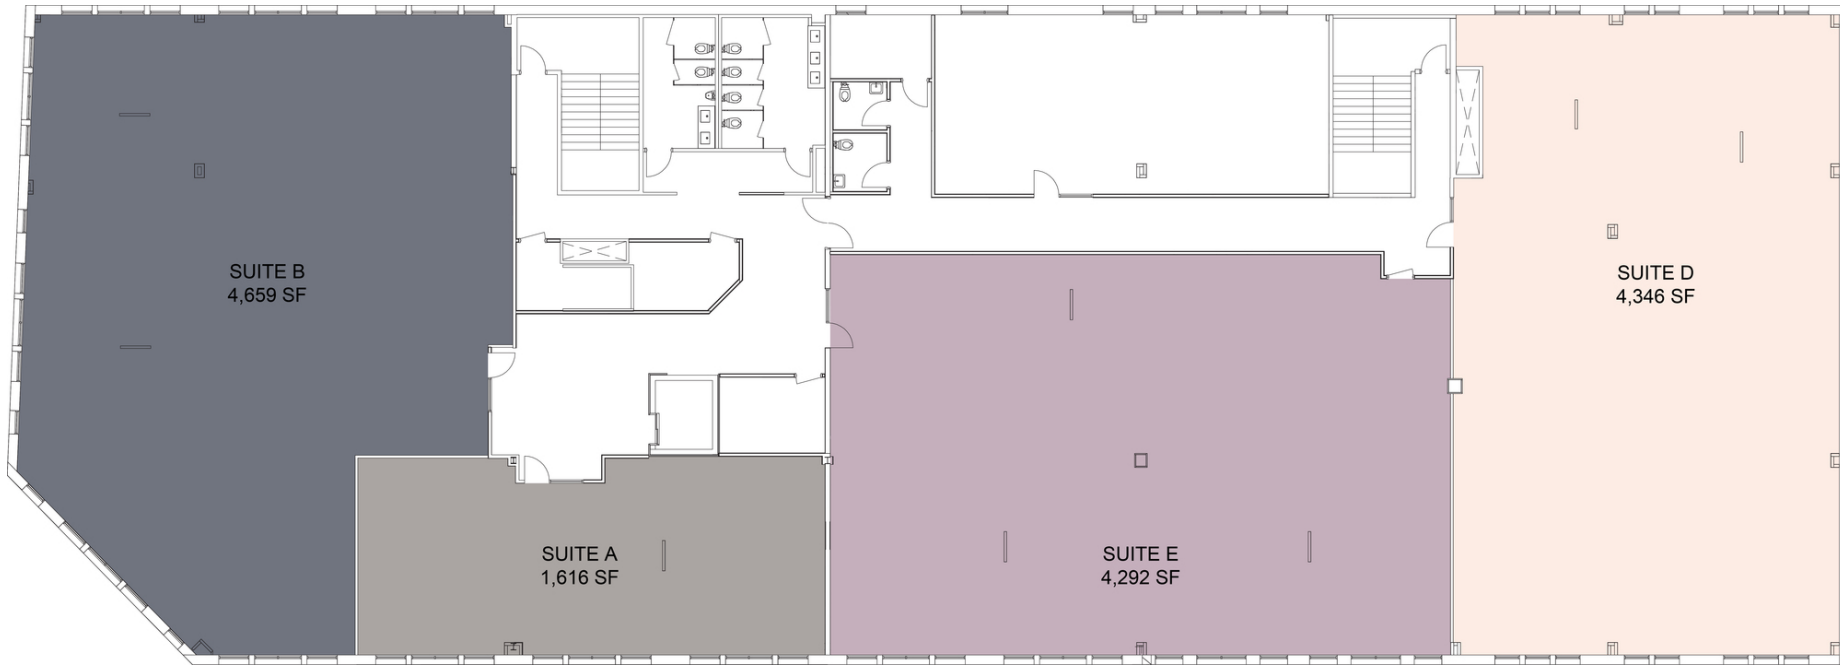 SUITE B
4,659 SF
SUITE D
4,346 SF
SUITE A
1,616 SF
SUITE E
4,292 SF